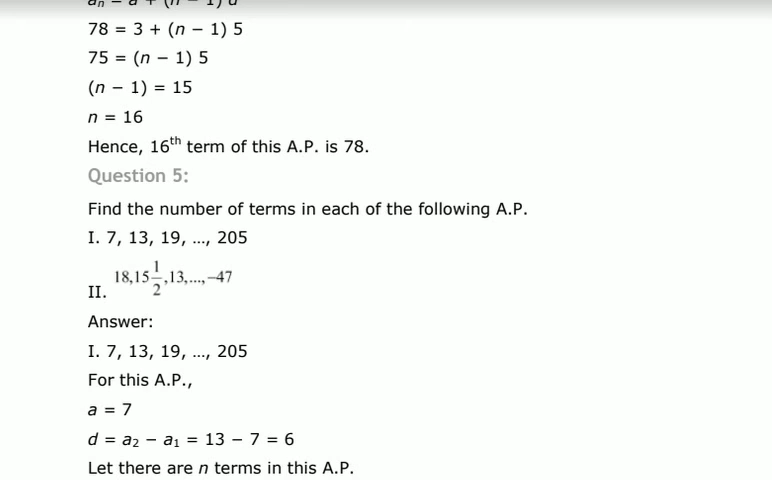 aₙ = a + (n − 1) d
78 = 3 + (n − 1) 5
75 = (n − 1) 5
(n − 1) = 15
n = 16
Hence, 16th term of this A.P. is 78.
Question 5:
Find the number of terms in each of the following A.P.
I. 7, 13, 19, …, 205
II. 18,15 1/2,13,...,–47
Answer:
I. 7, 13, 19, …, 205
For this A.P.,
a = 7
d = a₂ − a₁ = 13 − 7 = 6
Let there are n terms in this A.P.